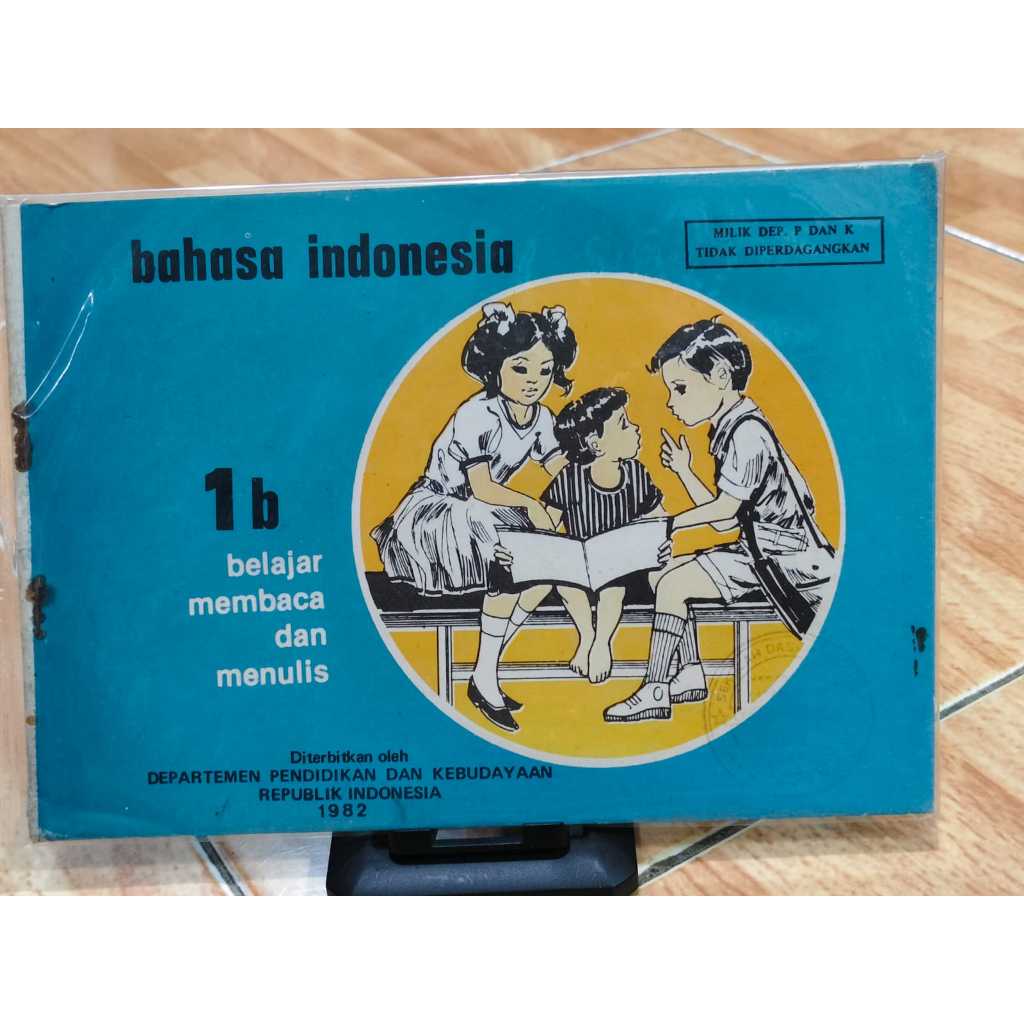 bahasa indonesia
MILIK DEP. P DAN K
TIDAK DIPERDAGANGKAN
1b
belajar
membaca
dan
menulis
Diterbitkan oleh
DEPARTEMEN PENDIDIKAN DAN KEBUDAYAAN
REPUBLIK INDONESIA
1982